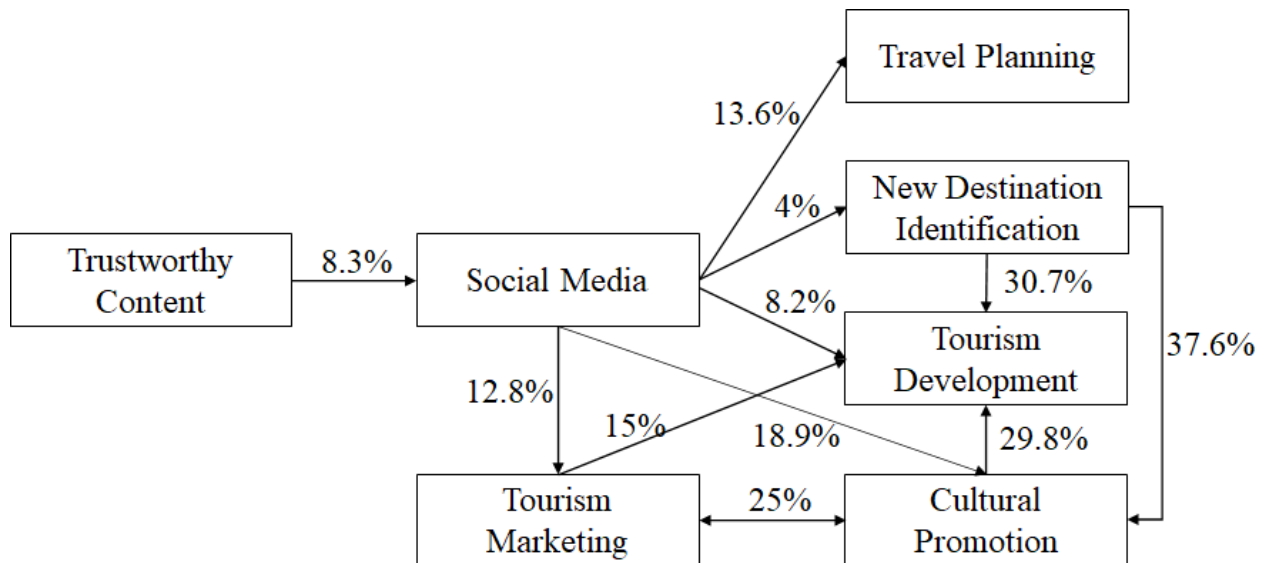 Travel Planning
13.6%
New Destination
Identification
4%
Trustworthy
Content
8.3%
Social Media
30.7%
8.2%
Tourism
Development
37.6%
12.8%
15%
18.9%
29.8%
Tourism
Marketing
25%
Cultural
Promotion